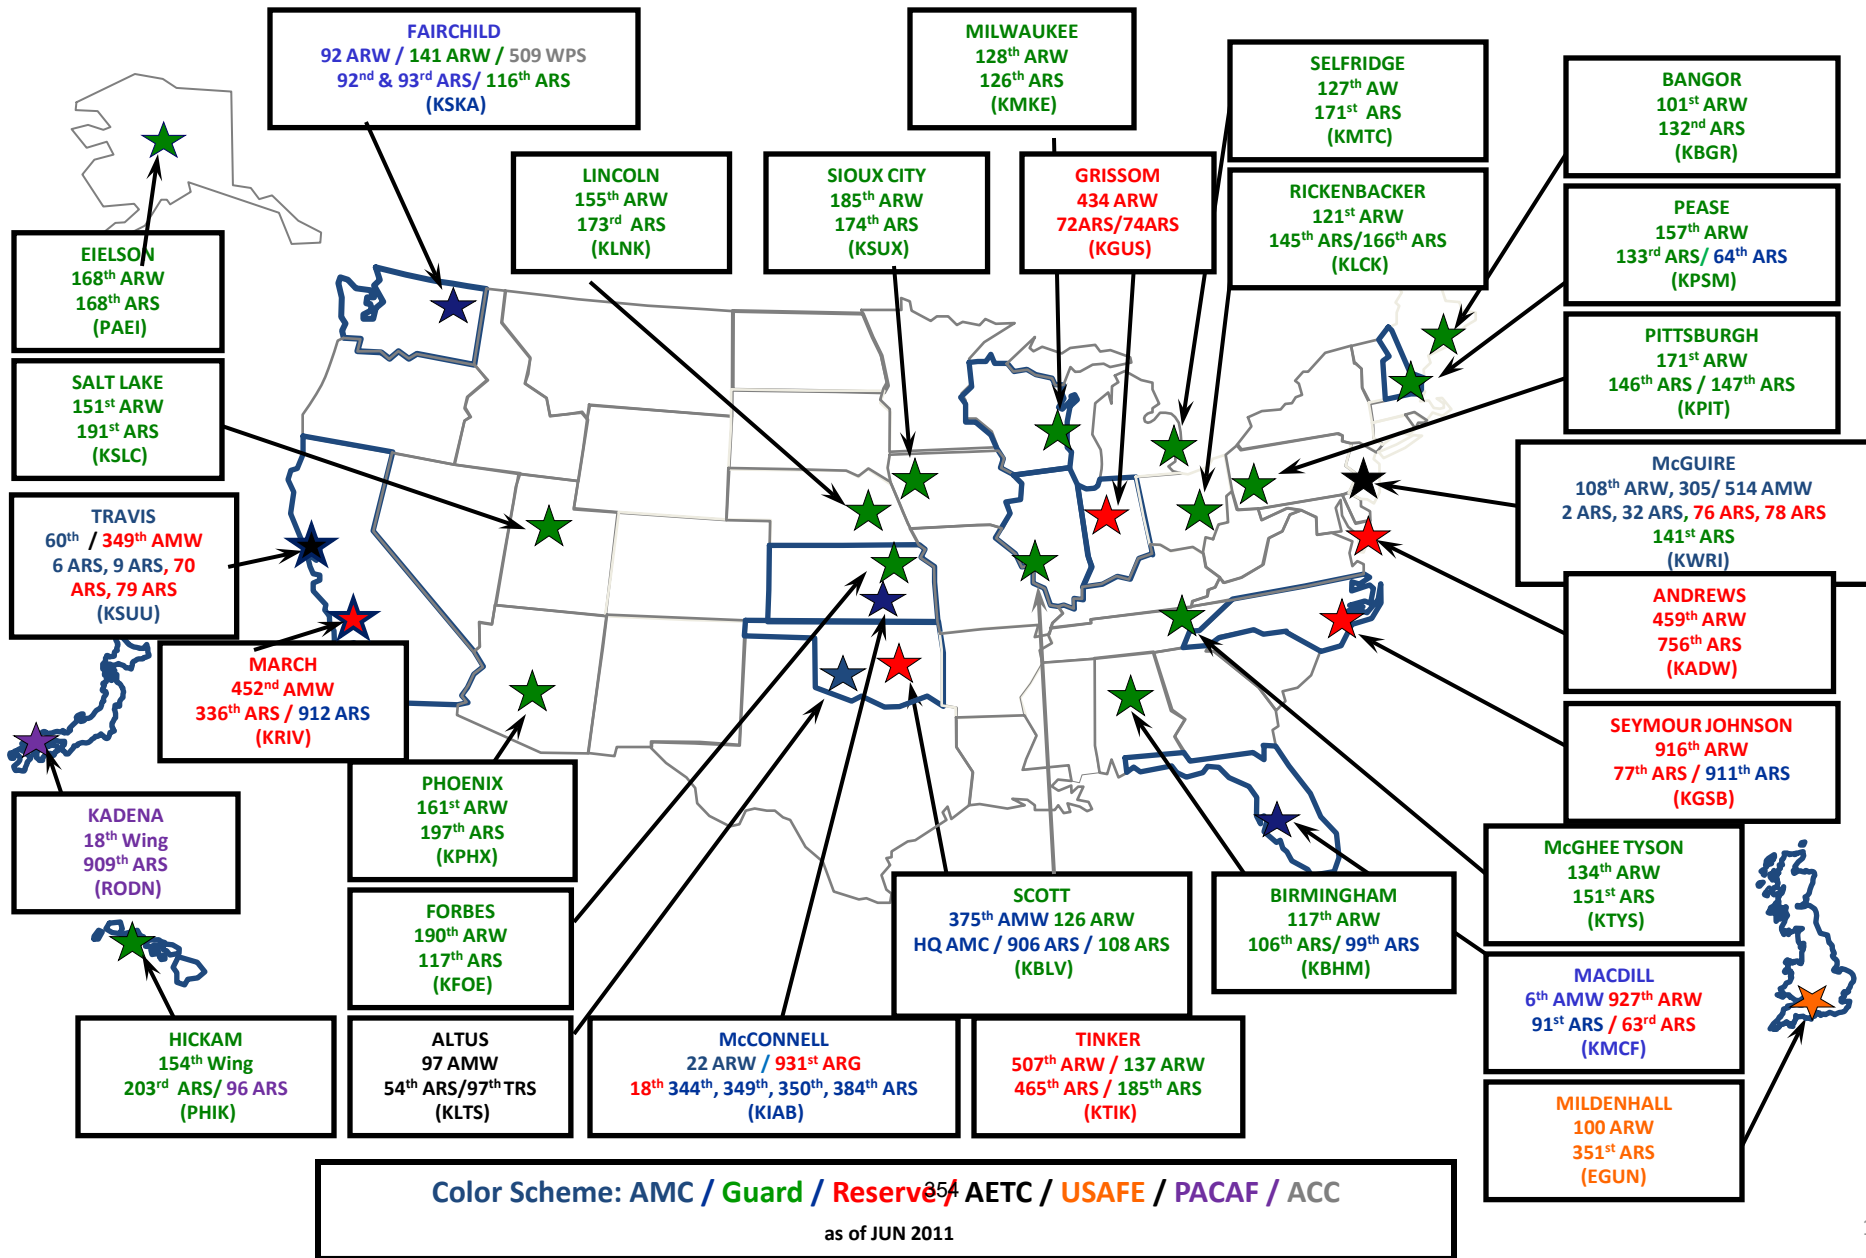 FAIRCHILD
92 ARW / 141 ARW / 509 WPS
92nd & 93rd ARS/ 116th ARS
(KSKA)
MILWAUKEE
128th ARW
126th ARS
(KMKE)
SELFRIDGE
127th AW
171st ARS
(KMTC)
BANGOR
101st ARW
132nd ARS
(KBGR)
LINCOLN
155th ARW
173rd ARS
(KLNK)
SIOUX CITY
185th ARW
174th ARS
(KSUX)
GRISSOM
434 ARW
72ARS/74ARS
(KGUS)
RICKENBACKER
121st ARW
145th ARS/166th ARS
(KLCK)
PEASE
157th ARW
133rd ARS/ 64th ARS
(KPSM)
EIELSON
168th ARW
168th ARS
(PAEI)
PITTSBURGH
171st ARW
146th ARS / 147th ARS
(KPIT)
SALT LAKE
151st ARW
191st ARS
(KSLC)
McGUIRE
108th ARW, 305/ 514 AMW
2 ARS, 32 ARS, 76 ARS, 78 ARS
141st ARS
(KWRI)
TRAVIS
60th / 349th AMW
6 ARS, 9 ARS, 70
ARS, 79 ARS
(KSUU)
ANDREWS
459th ARW
756th ARS
(KADW)
MARCH
452nd AMW
336th ARS / 912 ARS
(KRIV)
SEYMOUR JOHNSON
916th ARW
77th ARS / 911th ARS
(KGSB)
KADENA
18th Wing
909th ARS
(RODN)
PHOENIX
161st ARW
197th ARS
(KPHX)
McGHEE TYSON
134th ARW
151st ARS
(KTYS)
FORBES
190th ARW
117th ARS
(KFOE)
SCOTT
375th AMW 126 ARW
HQ AMC / 906 ARS / 108 ARS
(KBLV)
BIRMINGHAM
117th ARW
106th ARS/ 99th ARS
(KBHM)
MACDILL
6th AMW 927th ARW
91st ARS / 63rd ARS
(KMCF)
HICKAM
154th Wing
203rd ARS/ 96 ARS
(PHIK)
ALTUS
97 AMW
54th ARS/97th TRS
(KLTS)
McCONNELL
22 ARW / 931st ARG
18th 344th, 349th, 350th, 384th ARS
(KIAB)
TINKER
507th ARW / 137 ARW
465th ARS / 185th ARS
(KTIK)
MILDENHALL
100 ARW
351st ARS
(EGUN)
Color Scheme: AMC / Guard / Reserve / AETC / USAFE / PACAF / ACC
354
as of JUN 2011